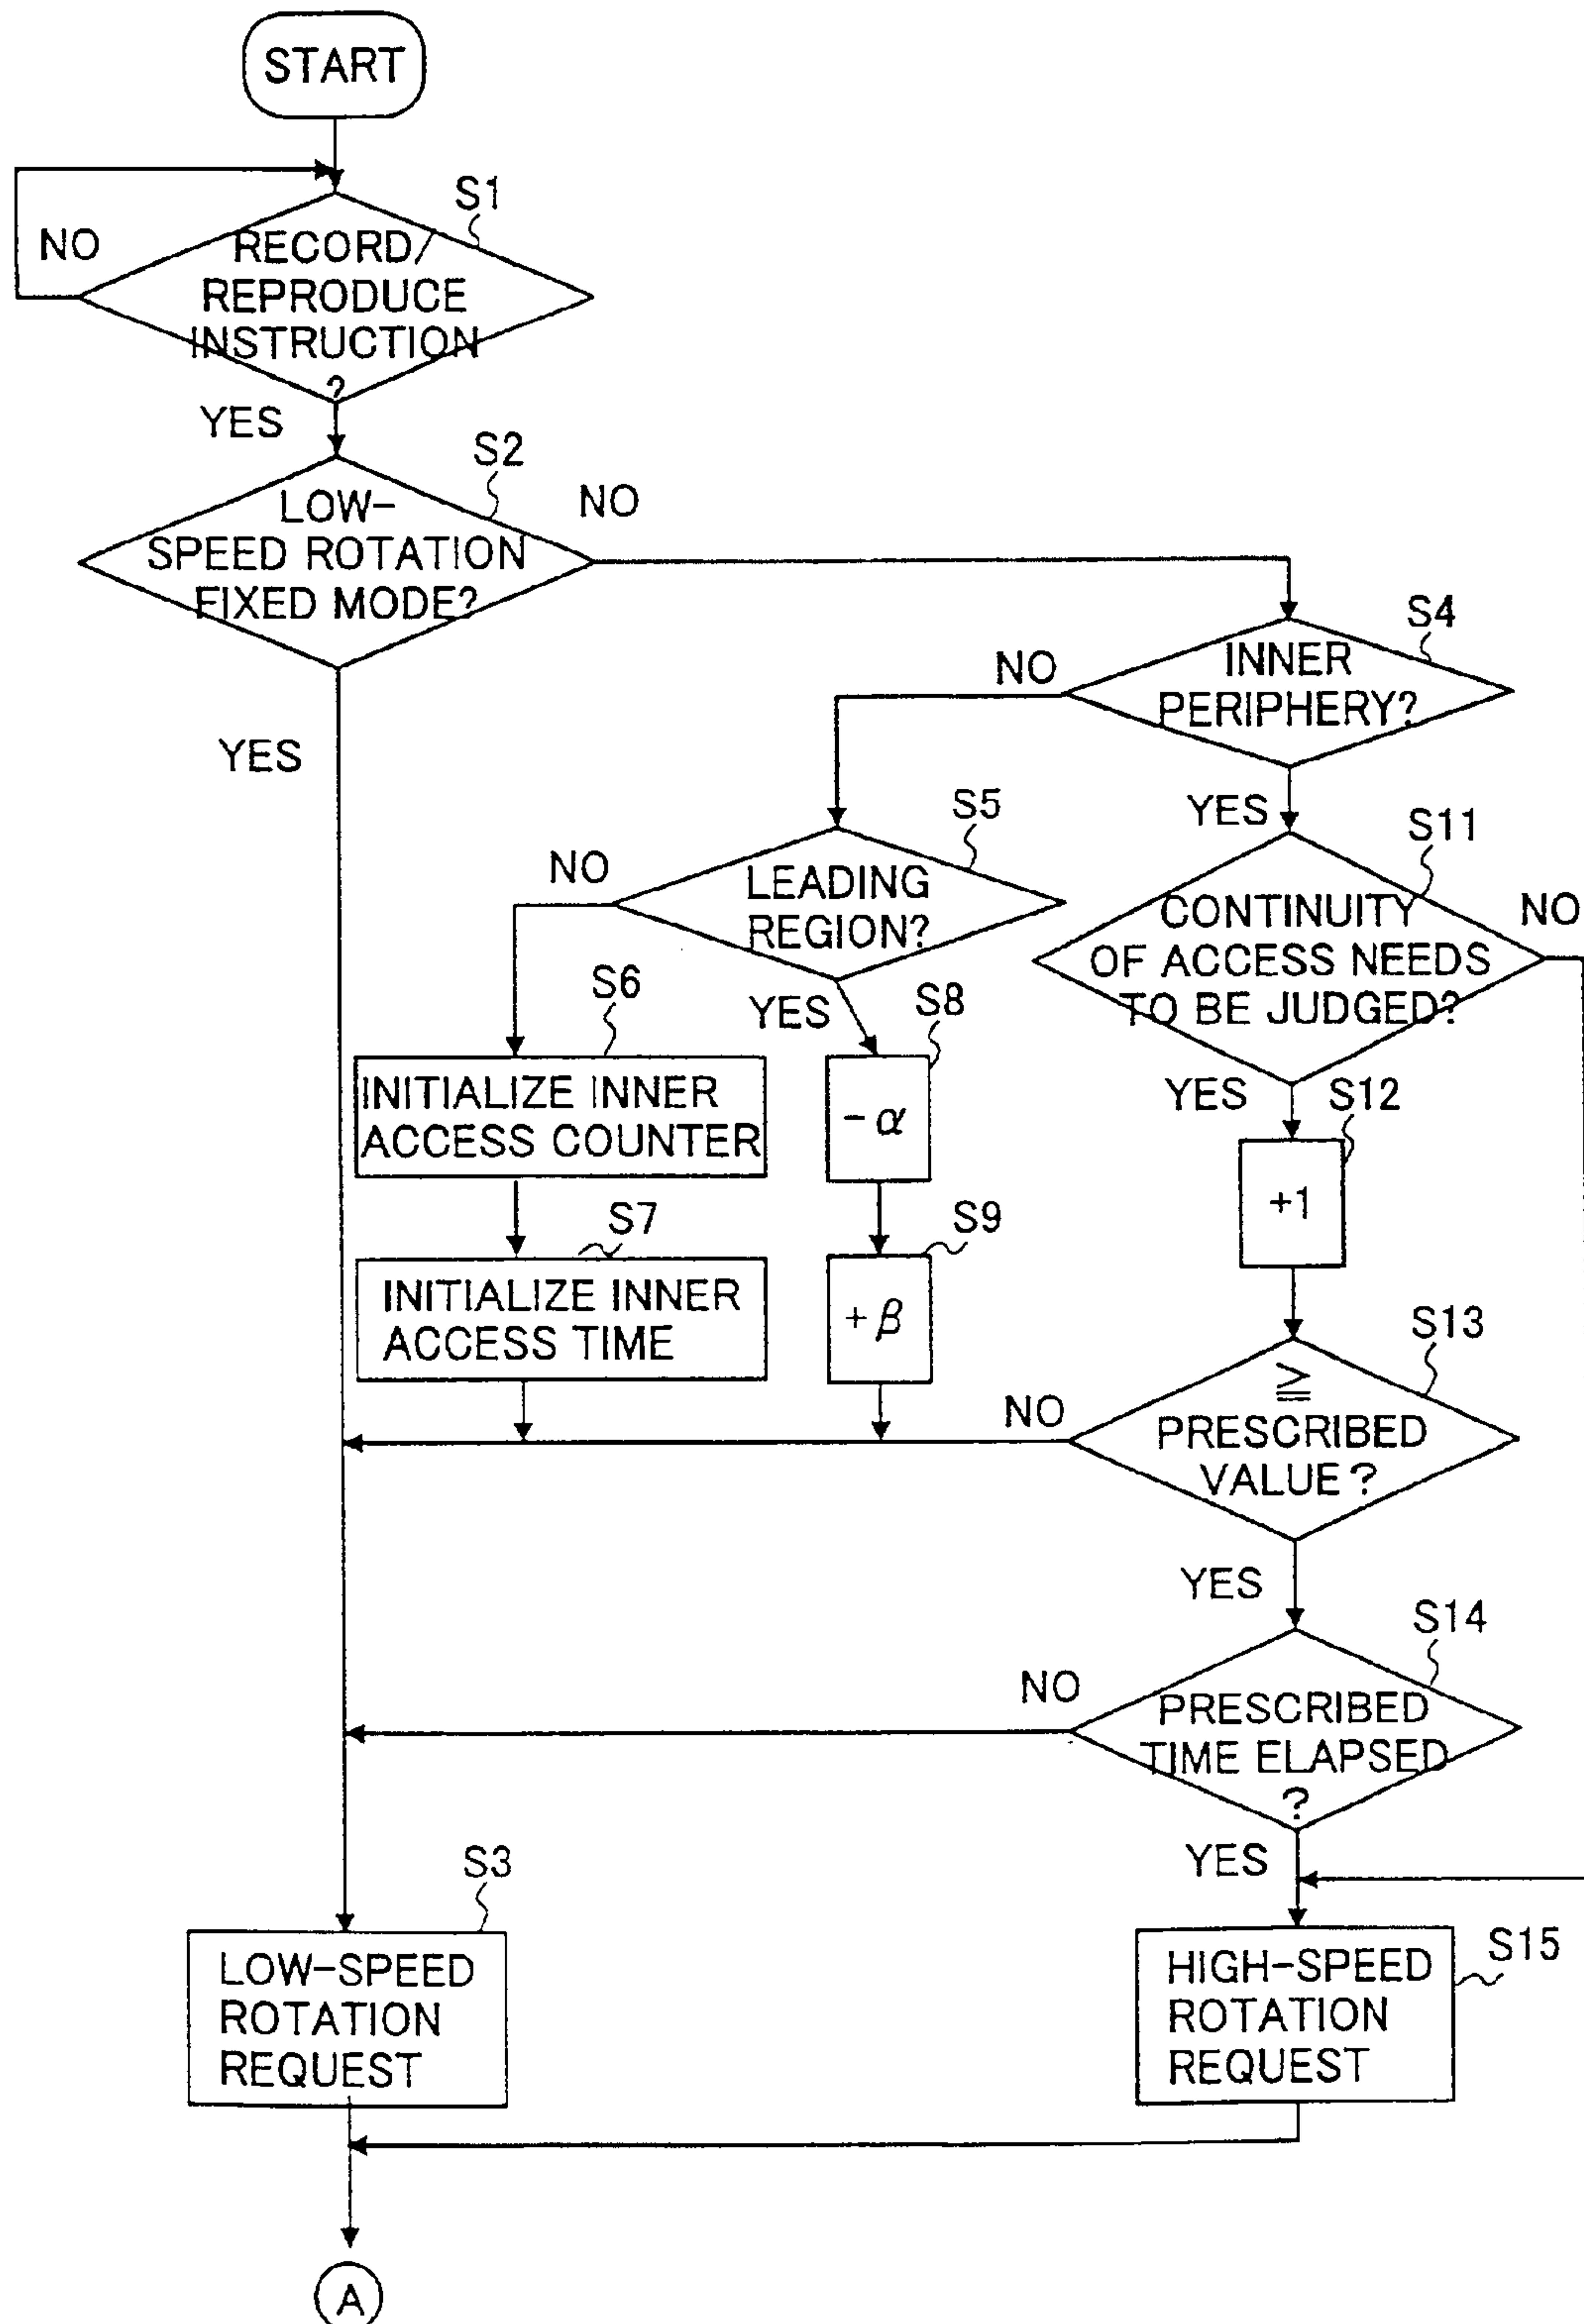 START
S1
NO
RECORD/
REPRODUCE
INSTRUCTION
?
YES
S2
NO
LOW-
SPEED ROTATION
FIXED MODE?
YES
S4
NO
INNER
PERIPHERY?
YES
S5
NO
LEADING
REGION?
YES
S11
CONTINUITY
OF ACCESS NEEDS
TO BE JUDGED?
NO
YES
S6
INITIALIZE INNER
ACCESS COUNTER
S8
- α
S12
+1
S7
INITIALIZE INNER
ACCESS TIME
S9
+ β
S13
≧
PRESCRIBED
VALUE?
NO
YES
S14
NO
PRESCRIBED
TIME ELAPSED
?
YES
S3
LOW-SPEED
ROTATION
REQUEST
S15
HIGH-SPEED
ROTATION
REQUEST
A